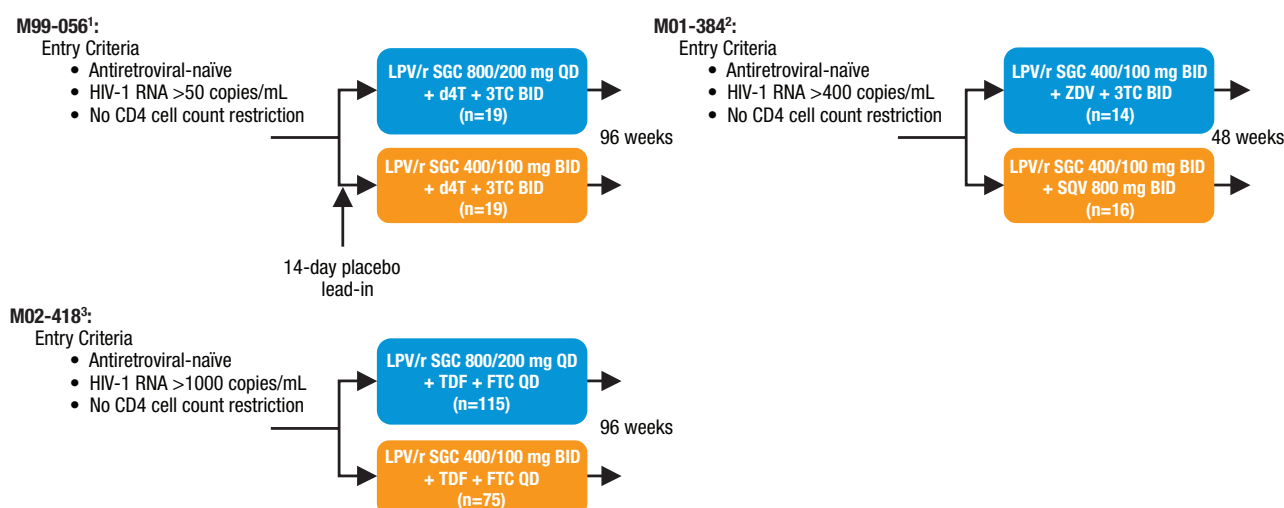 M99-056¹:
Entry Criteria
• Antiretroviral-naïve
• HIV-1 RNA >50 copies/mL
• No CD4 cell count restriction
LPV/r SGC 800/200 mg QD
+ d4T + 3TC BID
(n=19)
96 weeks
LPV/r SGC 400/100 mg BID
+ d4T + 3TC BID
(n=19)
14-day placebo
lead-in
M01-384²:
Entry Criteria
• Antiretroviral-naïve
• HIV-1 RNA >400 copies/mL
• No CD4 cell count restriction
LPV/r SGC 400/100 mg BID
+ ZDV + 3TC BID
(n=14)
48 weeks
LPV/r SGC 400/100 mg BID
+ SQV 800 mg BID
(n=16)
M02-418³:
Entry Criteria
• Antiretroviral-naïve
• HIV-1 RNA >1000 copies/mL
• No CD4 cell count restriction
LPV/r SGC 800/200 mg QD
+ TDF + FTC QD
(n=115)
96 weeks
LPV/r SGC 400/100 mg BID
+ TDF + FTC QD
(n=75)